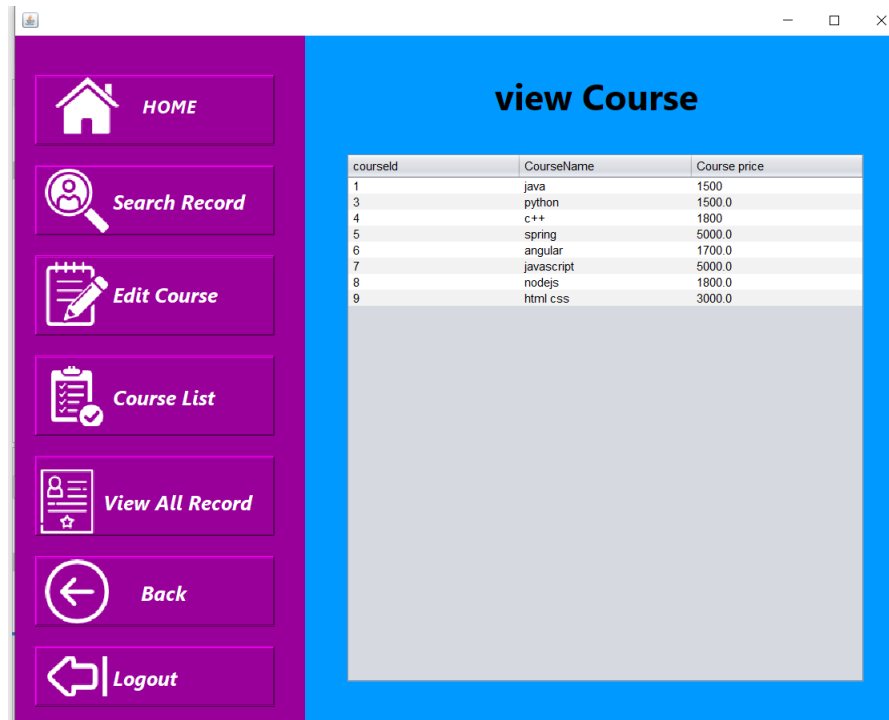 HOME
Search Record
Edit Course
Course List
View All Record
Back
Logout
view Course
courseId CourseName Course price
1 java 1500
3 python 1500.0
4 c++ 1800
5 spring 5000.0
6 angular 1700.0
7 javascript 5000.0
8 nodejs 1800.0
9 html css 3000.0